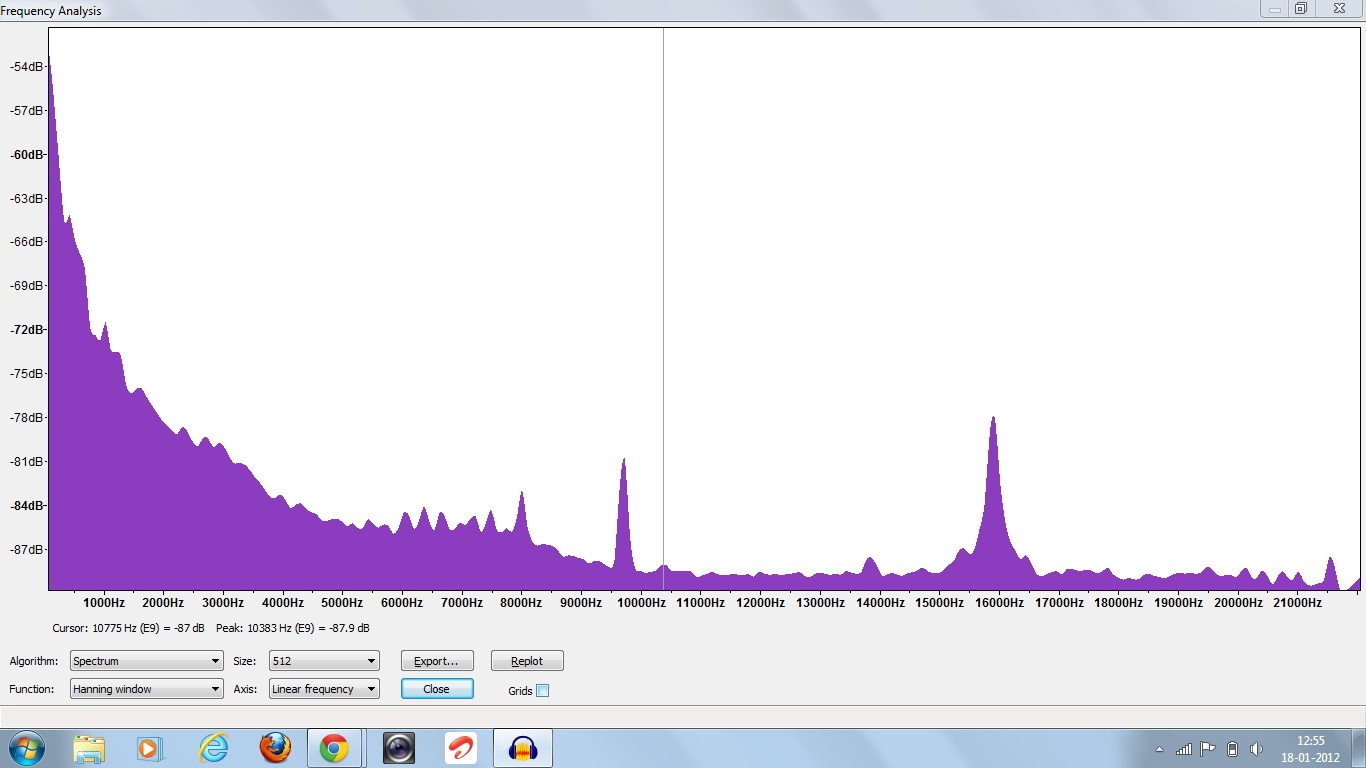 Frequency Analysis
-54dB
-57dB
-60dB
-63dB
-66dB
-69dB
-72dB
-75dB
-78dB
-81dB
-84dB
-87dB
1000Hz 2000Hz 3000Hz 4000Hz 5000Hz 6000Hz 7000Hz 8000Hz 9000Hz 10000Hz 11000Hz 12000Hz 13000Hz 14000Hz 15000Hz 16000Hz 17000Hz 18000Hz 19000Hz 20000Hz 21000Hz
Cursor: 10775 Hz (E9) = -87 dB Peak: 10383 Hz (E9) = -87.9 dB
Algorithm: Spectrum Size: 512 Export... Replot
Function: Hanning window Axis: Linear frequency Close Grids
12:55
18-01-2012